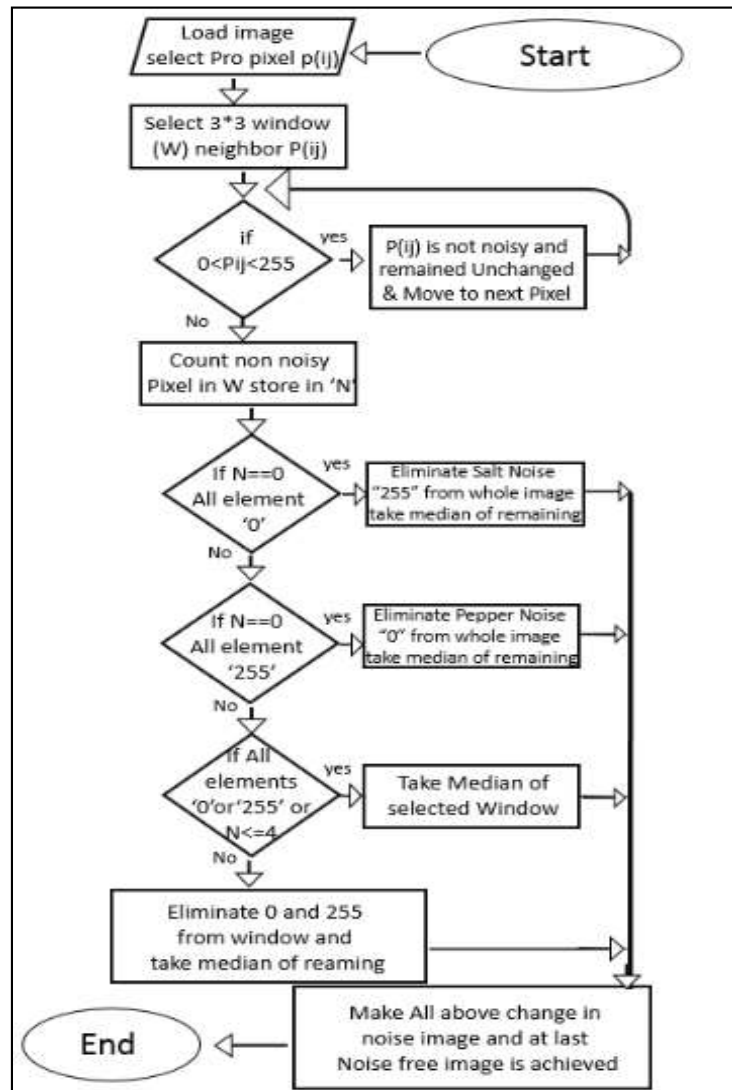 Start
Load image
select Pro pixel p(ij)
Select 3*3 window
(W) neighbor P(ij)
if
0<Pij<255
yes
P(ij) is not noisy and
remained Unchanged
& Move to next Pixel
No
Count non noisy
Pixel in W store in ‘N’
If N==0
All element
‘0’
yes
Eliminate Salt Noise
“255” from whole image
take median of remaining
No
If N==0
All element
‘255’
yes
Eliminate Pepper Noise
“0” from whole image
take median of remaining
No
If All
elements
‘0’or‘255’ or
N<=4
yes
Take Median of
selected Window
No
Eliminate 0 and 255
from window and
take median of reaming
Make All above change in
noise image and at last
Noise free image is achieved
End